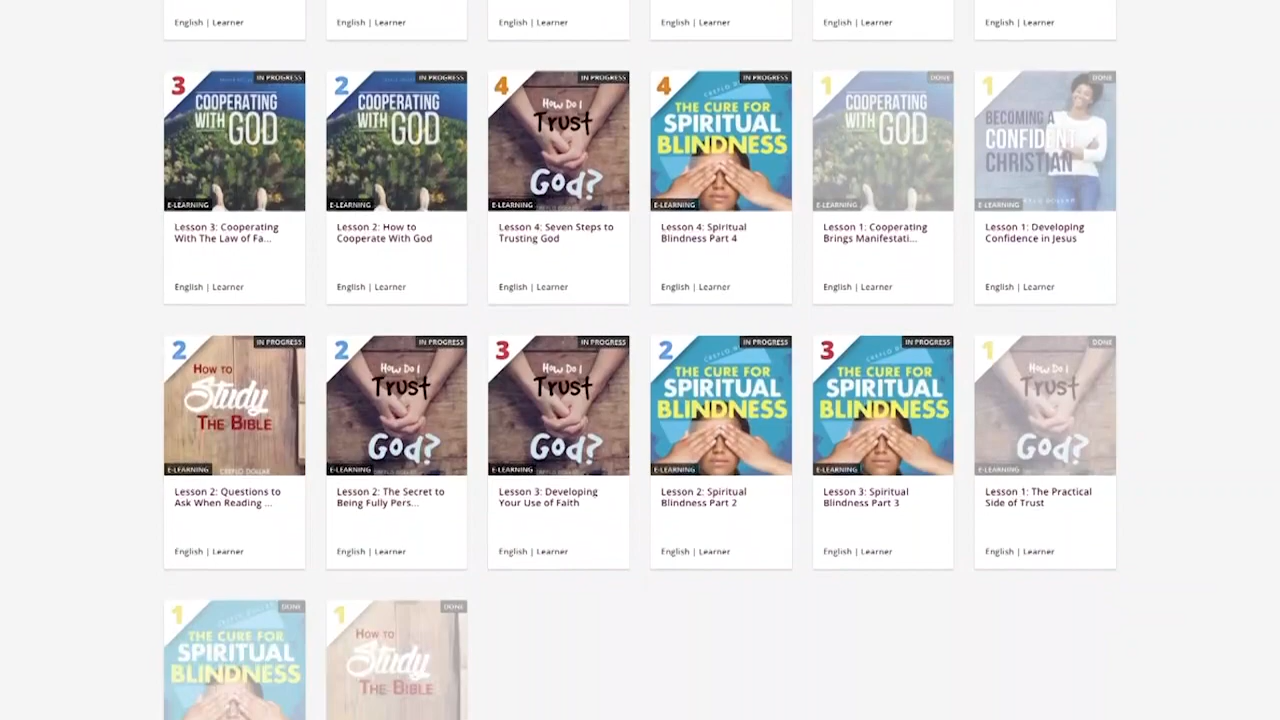 English | Learner
English | Learner
English | Learner
English | Learner
English | Learner
English | Learner
3
IN PROGRESS
COOPERATING
WITH GOD
E-LEARNING
Lesson 3: Cooperating
With The Law of Fa...
English | Learner
2
IN PROGRESS
COOPERATING
WITH GOD
Lesson 2: How to
Cooperate With God
English | Learner
4
IN PROGRESS
HOW DO I
Trust
GOD?
E-LEARNING
Lesson 4: Seven Steps to
Trusting God
English | Learner
4
IN PROGRESS
THE CURE FOR
SPIRITUAL
BLINDNESS
E-LEARNING
Lesson 4: Spiritual
Blindness Part 4
English | Learner
1
DONE
COOPERATING
WITH GOD
E-LEARNING
Lesson 1: Cooperating
Brings Manifestati...
English | Learner
1
DONE
BECOMING A
CONFIDENT
CHRISTIAN
E-LEARNING
Lesson 1: Developing
Confidence in Jesus
English | Learner
2
IN PROGRESS
HOW TO
Study
THE BIBLE
E-LEARNING
CREFLO DOLLAR
Lesson 2: Questions to
Ask When Reading ...
English | Learner
2
IN PROGRESS
HOW DO I
Trust
GOD?
E-LEARNING
Lesson 2: The Secret to
Being Fully Pers...
English | Learner
3
IN PROGRESS
HOW DO I
Trust
GOD?
E-LEARNING
Lesson 3: Developing
Your Use of Faith
English | Learner
2
IN PROGRESS
THE CURE FOR
SPIRITUAL
BLINDNESS
E-LEARNING
Lesson 2: Spiritual
Blindness Part 2
English | Learner
3
IN PROGRESS
THE CURE FOR
SPIRITUAL
BLINDNESS
E-LEARNING
Lesson 3: Spiritual
Blindness Part 3
English | Learner
1
DONE
HOW DO I
Trust
GOD?
E-LEARNING
Lesson 1: The Practical
Side of Trust
English | Learner
1
DONE
THE CURE FOR
SPIRITUAL
BLINDNESS
1
DONE
HOW TO
Study
THE BIBLE